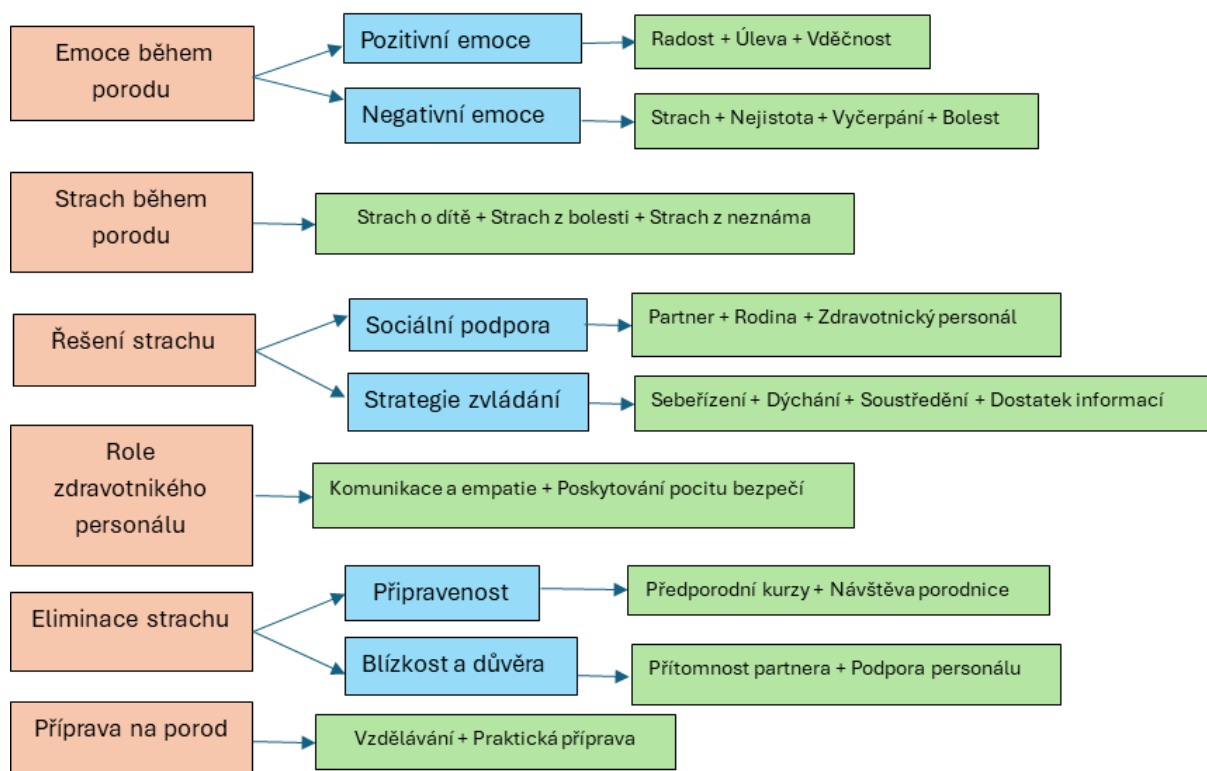 Emoce během
porodu
Pozitivní emoce
Radost + Úleva + Vděčnost
Negativní emoce
Strach + Nejistota + Vyčerpání + Bolest
Strach během
porodu
Strach o dítě + Strach z bolesti + Strach z neznáma
Řešení strachu
Sociální podpora
Partner + Rodina + Zdravotnický personál
Strategie zvládání
Sebeřízení + Dýchání + Soustředění + Dostatek informací
Role
zdravotnikého
personálu
Komunikace a empatie + Poskytování pocitu bezpečí
Eliminace strachu
Připravenost
Předporodní kurzy + Návštěva porodnice
Blízkost a důvěra
Přítomnost partnera + Podpora personálu
Příprava na porod
Vzdělávání + Praktická příprava